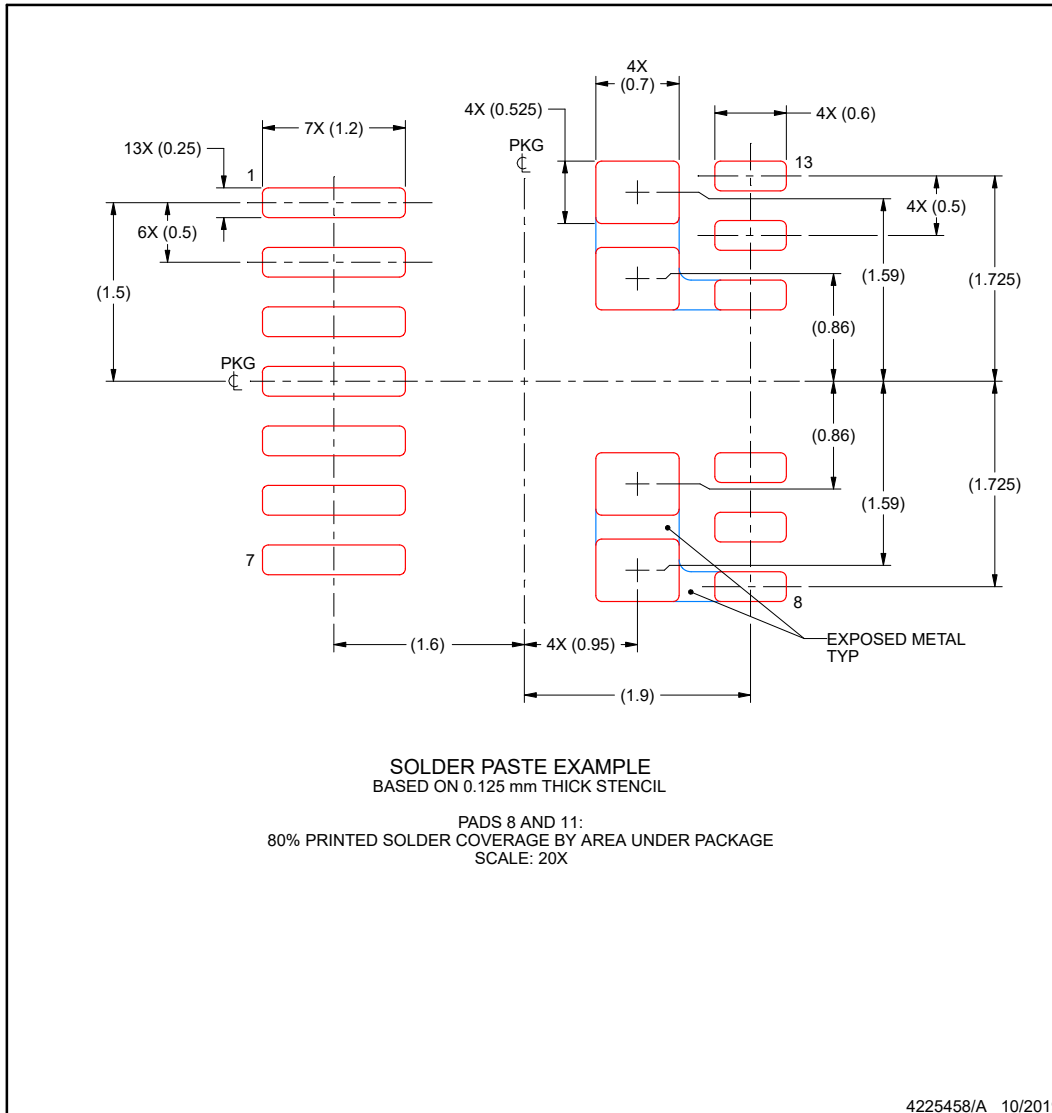 4X
(0.7)
4X (0.525)
4X (0.6)
7X (1.2)
PKG
℄
13
13X (0.25)
1
4X (0.5)
6X (0.5)
(1.59)
(1.725)
(1.5)
(0.86)
PKG
℄
(0.86)
(1.725)
(1.59)
7
8
(1.6)
4X (0.95)
EXPOSED METAL
TYP
(1.9)
SOLDER PASTE EXAMPLE
BASED ON 0.125 mm THICK STENCIL
PADS 8 AND 11:
80% PRINTED SOLDER COVERAGE BY AREA UNDER PACKAGE
SCALE: 20X
4225458/A 10/201